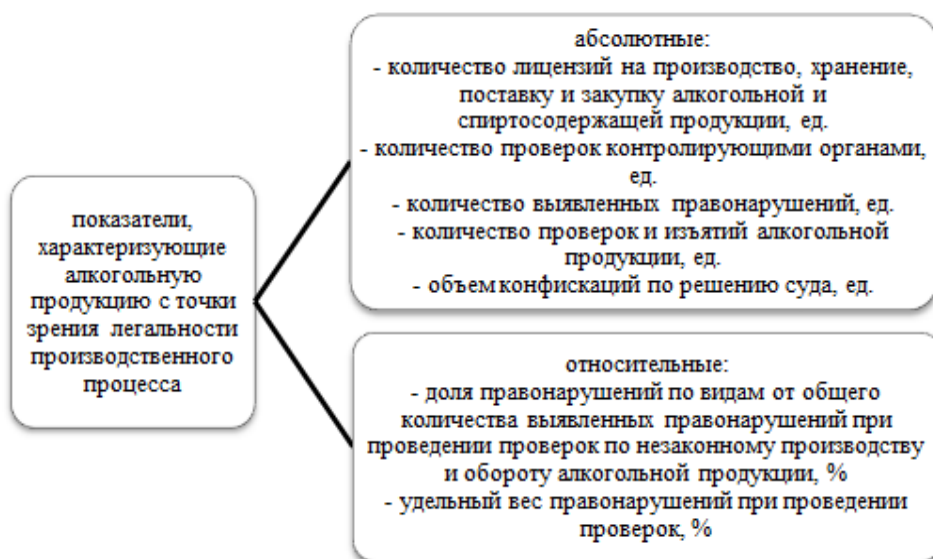 показатели,
характеризующие
алкогольную
продукцию с точки
зрения легальности
производственного
процесса
абсолютные:
- количество лицензий на производство, хранение,
поставку и закупку алкогольной и
спиртосодержащей продукции, ед.
- количество проверок контролирующими органами,
ед.
- количество выявленных правонарушений, ед.
- количество проверок и изъятий алкогольной
продукции, ед.
- объем конфискаций по решению суда, ед.
относительные:
- доля правонарушений по видам от общего
количества выявленных правонарушений при
проведении проверок по незаконному производству
и обороту алкогольной продукции, %
- удельный вес правонарушений при проведении
проверок, %